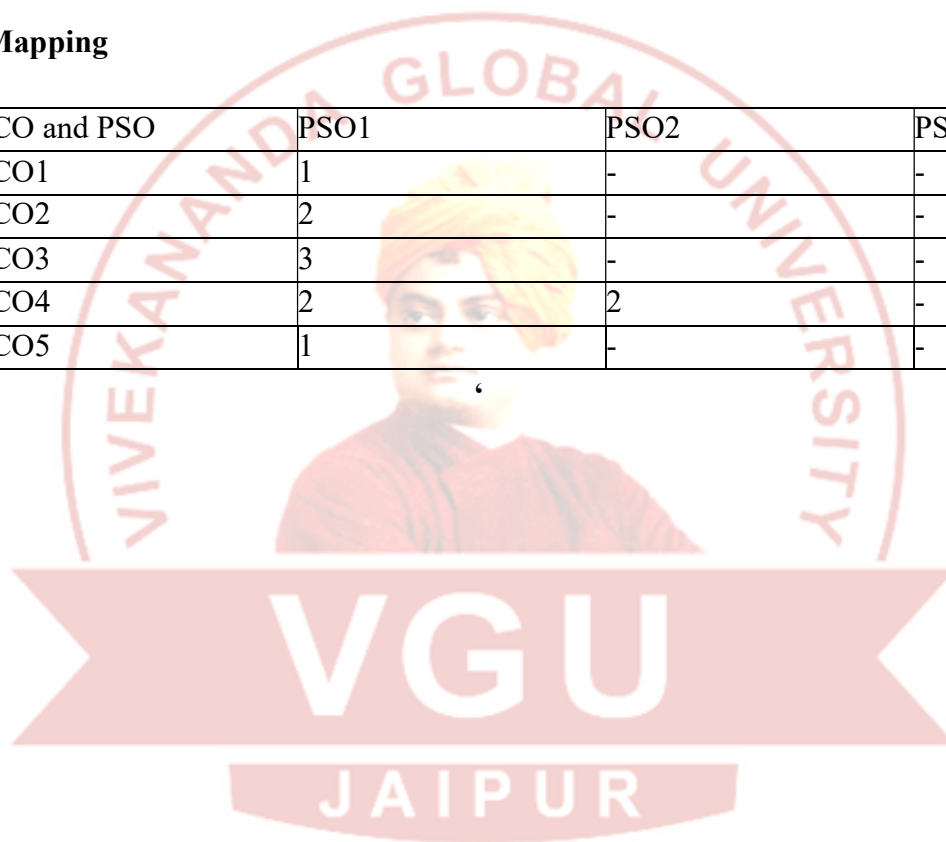 Mapping
VIVEKANANDA GLOBAL UNIVERSITY
CO and PSO PSO1 PSO2 PS
CO1 1 - -
CO2 2 - -
CO3 3 - -
CO4 2 2 -
CO5 1 - -
‘
VGU
JAIPUR